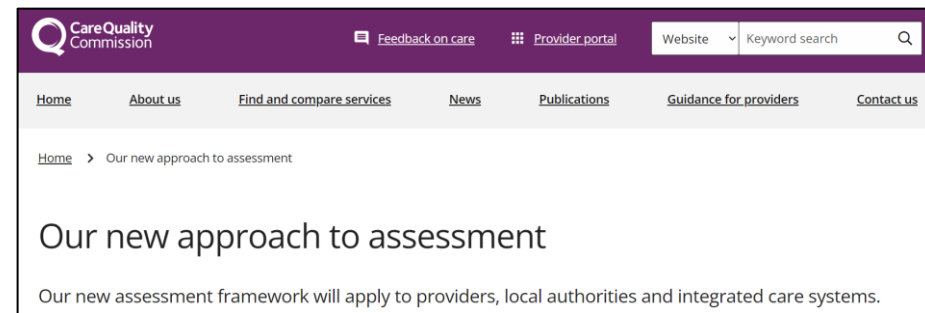 CareQuality
Commission
Feedback on care
Provider portal
Website
Keyword search
Home About us Find and compare services News Publications Guidance for providers Contact us
Home > Our new approach to assessment
Our new approach to assessment
Our new assessment framework will apply to providers, local authorities and integrated care systems.